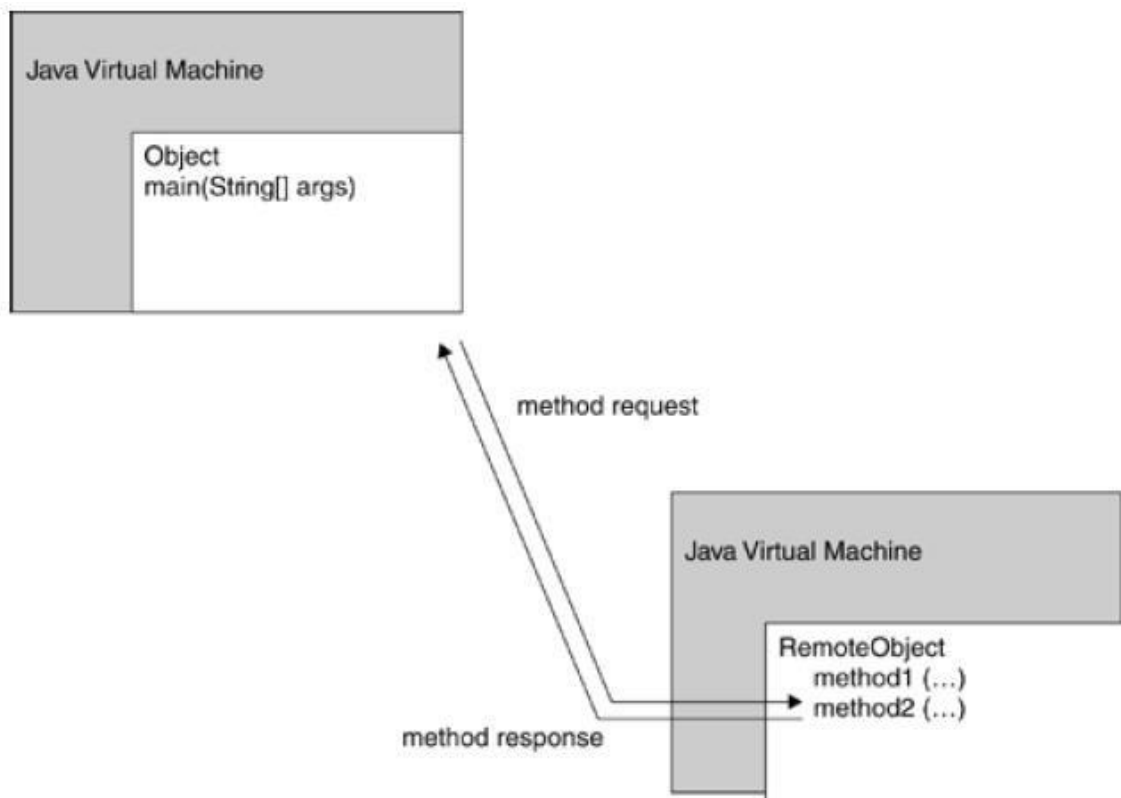 Java Virtual Machine
Object
main(String[] args)
method request
Java Virtual Machine
RemoteObject
method1 (…)
method2 (…)
method response